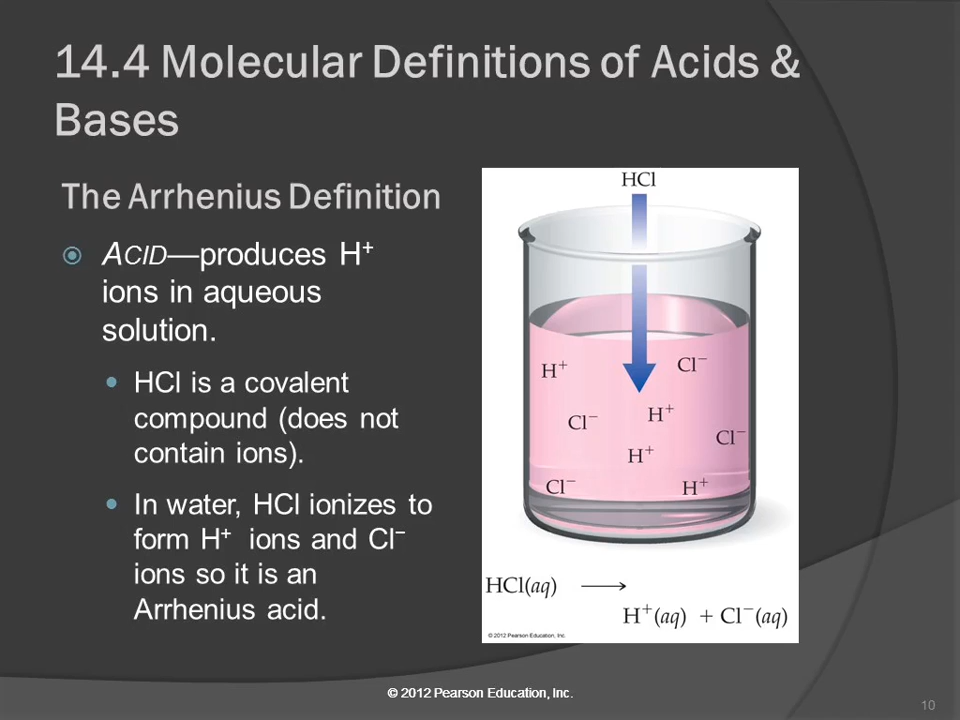 14.4 Molecular Definitions of Acids &
Bases
The Arrhenius Definition
ACID—produces H⁺
ions in aqueous
solution.
HCl is a covalent
compound (does not
contain ions).
In water, HCl ionizes to
form H⁺ ions and Cl⁻
ions so it is an
Arrhenius acid.
HCl
H⁺
Cl⁻
Cl⁻
H⁺
Cl⁻
H⁺
Cl⁻
H⁺
HCl(aq) ⟶
H⁺(aq) + Cl⁻(aq)
© 2012 Pearson Education, Inc.
© 2012 Pearson Education, Inc.
10